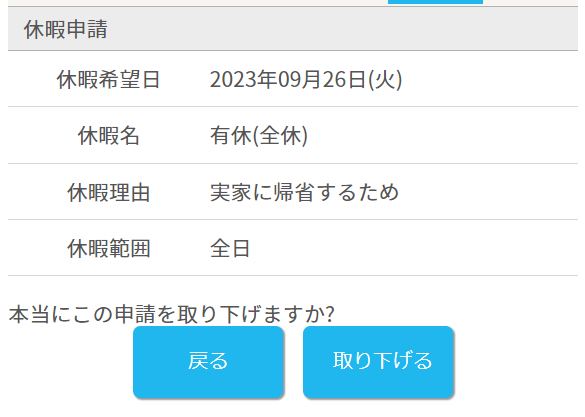 休暇申請
休暇希望日 2023年09月26日(火)
休暇名 有休(全休)
休暇理由 実家に帰省するため
休暇範囲 全日
本当にこの申請を取り下げますか?
戻る 取り下げる